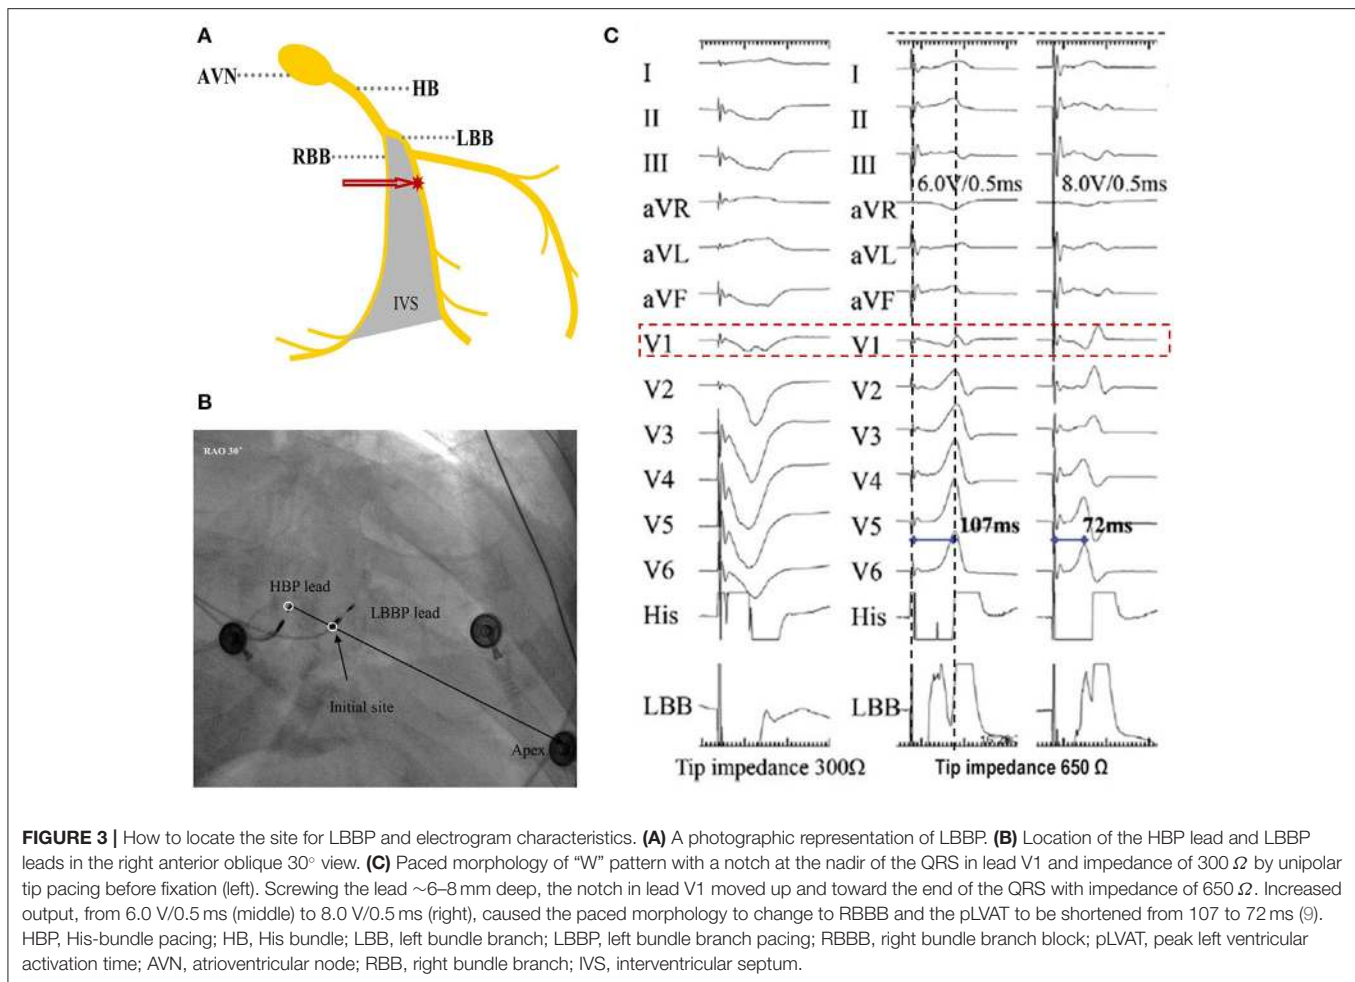 A
AVN
HB
LBB
RBB
IVS
B
RAO 30°
HBP lead
LBBP lead
Initial site
Apex
C
I
II
III
aVR
aVL
aVF
V1
V2
V3
V4
V5
V6
His
LBB
Tip impedance 300Ω
I
II
III
6.0V/0.5ms
8.0V/0.5ms
aVR
aVL
aVF
V1
V2
V3
V4
V5
107ms
72ms
V6
His
LBB
Tip impedance 650 Ω
FIGURE 3 | How to locate the site for LBBP and electrogram characteristics. (A) A photographic representation of LBBP. (B) Location of the HBP lead and LBBP
leads in the right anterior oblique 30° view. (C) Paced morphology of “W” pattern with a notch at the nadir of the QRS in lead V1 and impedance of 300 Ω by unipolar
tip pacing before fixation (left). Screwing the lead ∼6–8 mm deep, the notch in lead V1 moved up and toward the end of the QRS with impedance of 650 Ω. Increased
output, from 6.0 V/0.5 ms (middle) to 8.0 V/0.5 ms (right), caused the paced morphology to change to RBBB and the pLVAT to be shortened from 107 to 72 ms (9).
HBP, His-bundle pacing; HB, His bundle; LBB, left bundle branch; LBBP, left bundle branch pacing; RBBB, right bundle branch block; pLVAT, peak left ventricular
activation time; AVN, atrioventricular node; RBB, right bundle branch; IVS, interventricular septum.